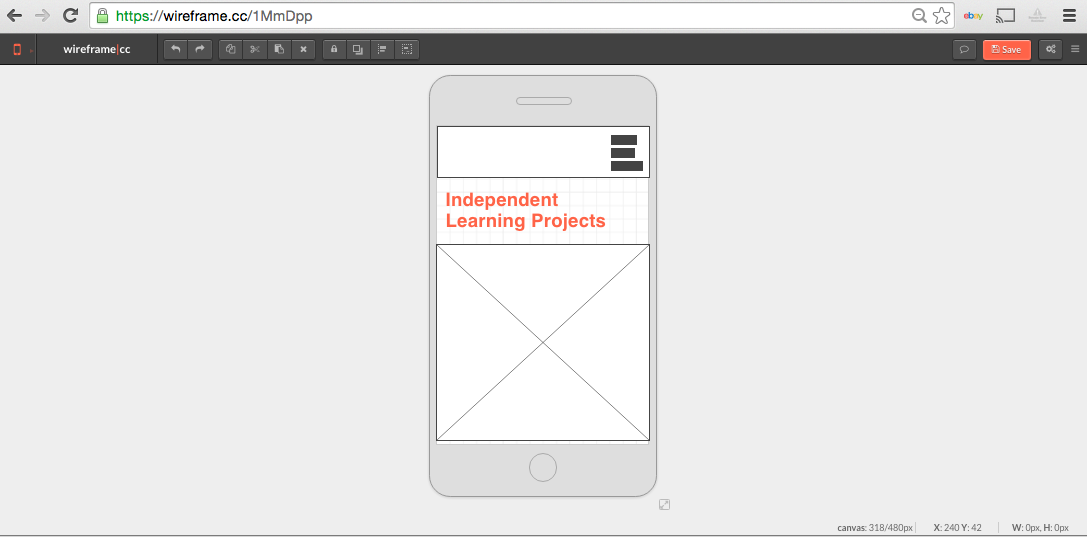 https://wireframe.cc/1MmDpp
ebay
wireframe|cc
Save
Independent
Learning Projects
canvas: 318/480px
X: 240 Y: 42
W: 0px, H: 0px